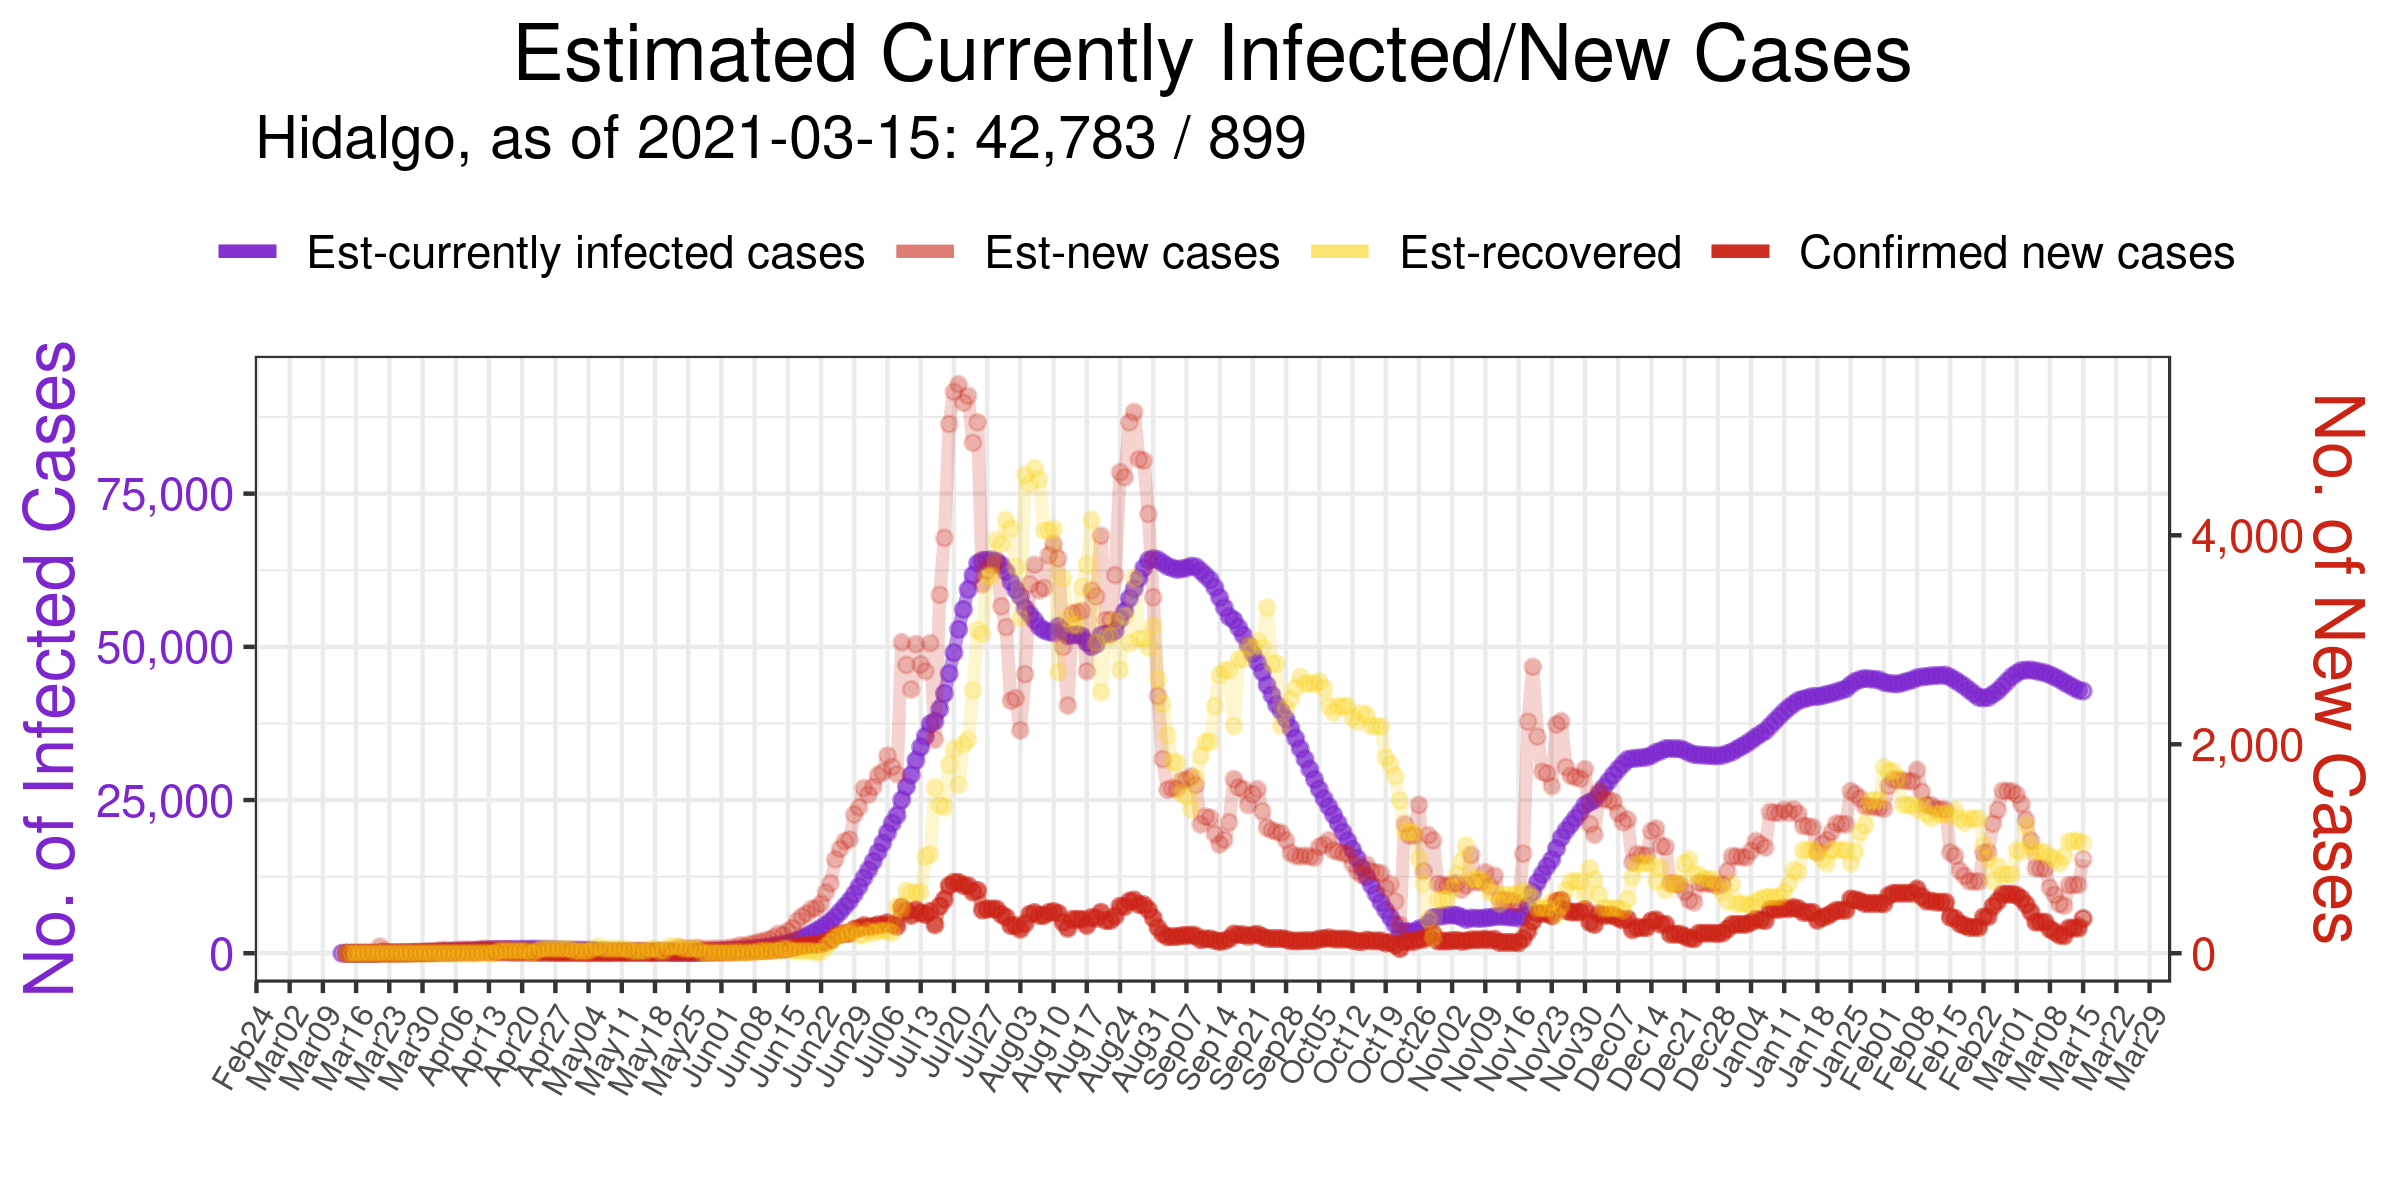 Estimated Currently Infected/New Cases
Hidalgo, as of 2021-03-15: 42,783 / 899
Est-currently infected cases
Est-new cases
Est-recovered
Confirmed new cases
No. of Infected Cases
75,000
50,000
25,000
0
4,000
2,000
0
No. of New Cases
Feb24
Mar02
Mar09
Mar16
Mar23
Mar30
Apr06
Apr13
Apr20
Apr27
May04
May11
May18
May25
Jun01
Jun08
Jun15
Jun22
Jun29
Jul06
Jul13
Jul20
Jul27
Aug03
Aug10
Aug17
Aug24
Aug31
Sep07
Sep14
Sep21
Sep28
Oct05
Oct12
Oct19
Oct26
Nov02
Nov09
Nov16
Nov23
Nov30
Dec07
Dec14
Dec21
Dec28
Jan04
Jan11
Jan18
Jan25
Feb01
Feb08
Feb15
Feb22
Mar01
Mar08
Mar15
Mar22
Mar29